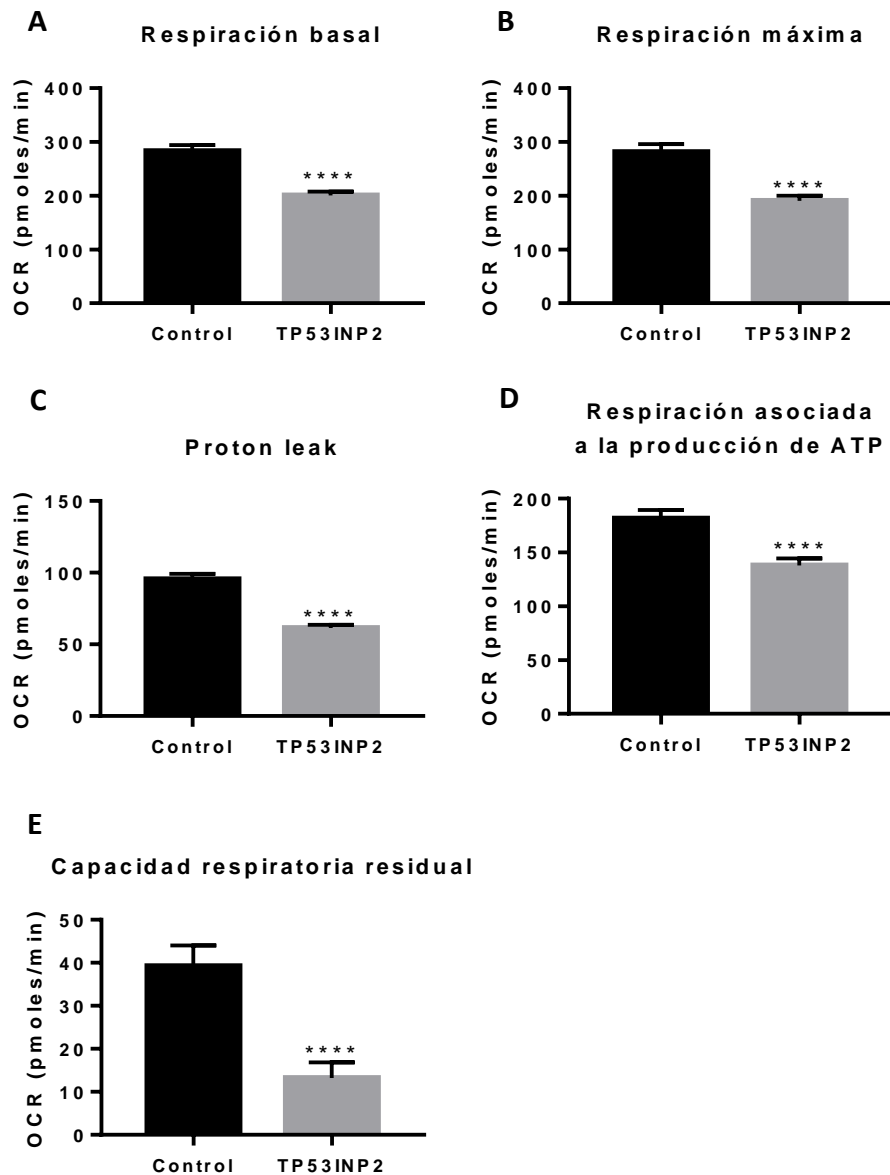 A
Respiración basal
OCR (pmoles/min)
400
300
200
100
0
****
Control
TP53INP2
B
Respiración máxima
OCR (pmoles/min)
400
300
200
100
0
****
Control
TP53INP2
C
Proton leak
OCR (pmoles/min)
150
100
50
0
****
Control
TP53INP2
D
Respiración asociada
a la producción de ATP
OCR (pmoles/min)
200
150
100
50
0
****
Control
TP53INP2
E
Capacidad respiratoria residual
OCR (pmoles/min)
50
40
30
20
10
0
****
Control
TP53INP2